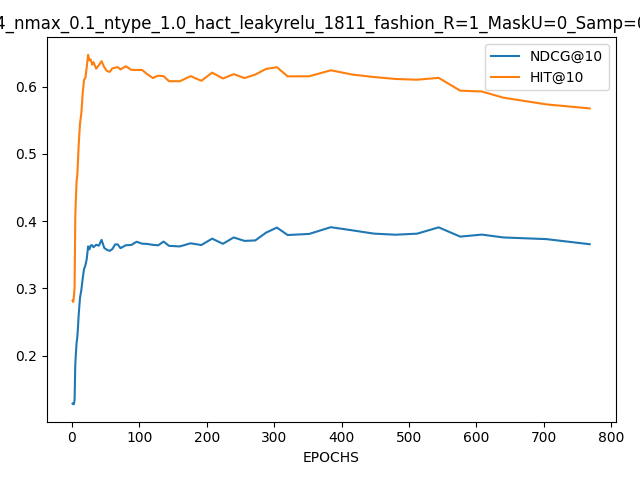 4_nmax_0.1_ntype_1.0_hact_leakyrelu_1811_fashion_R=1_MaskU=0_Samp=0
NDCG@10
HIT@10
0.6
0.5
0.4
0.3
0.2
0 100 200 300 400 500 600 700 800
EPOCHS